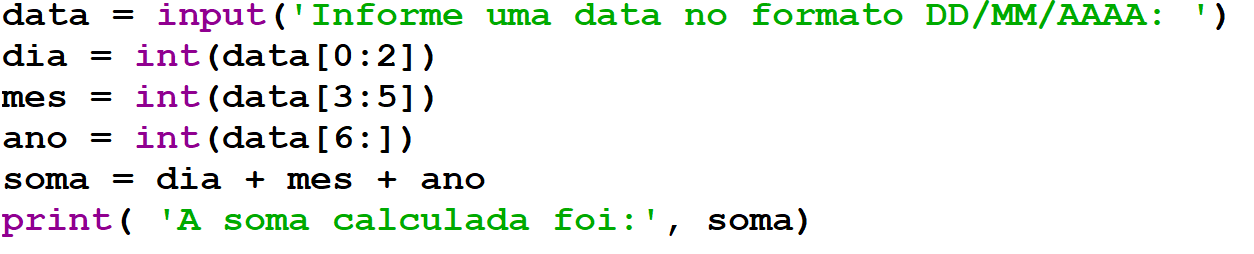 data = input('Informe uma data no formato DD/MM/AAAA: ')
dia = int(data[0:2])
mes = int(data[3:5])
ano = int(data[6:])
soma = dia + mes + ano
print( 'A soma calculada foi:', soma)